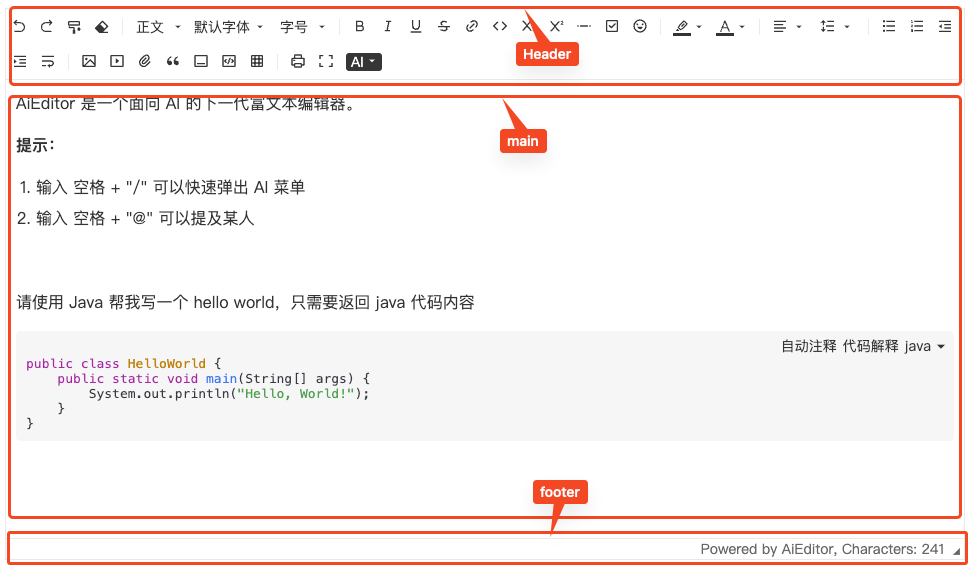 正文 默认字体 字号 B I U S X X² A
Header
AI
AiEditor 是一个面向 AI 的下一代富文本编辑器。
main
提示：
1. 输入 空格 + "/" 可以快速弹出 AI 菜单
2. 输入 空格 + "@" 可以提及某人
请使用 Java 帮我写一个 hello world，只需要返回 java 代码内容
自动注释 代码解释 java
public class HelloWorld {
    public static void main(String[] args) {
        System.out.println("Hello, World!");
    }
}
footer
Powered by AiEditor, Characters: 241